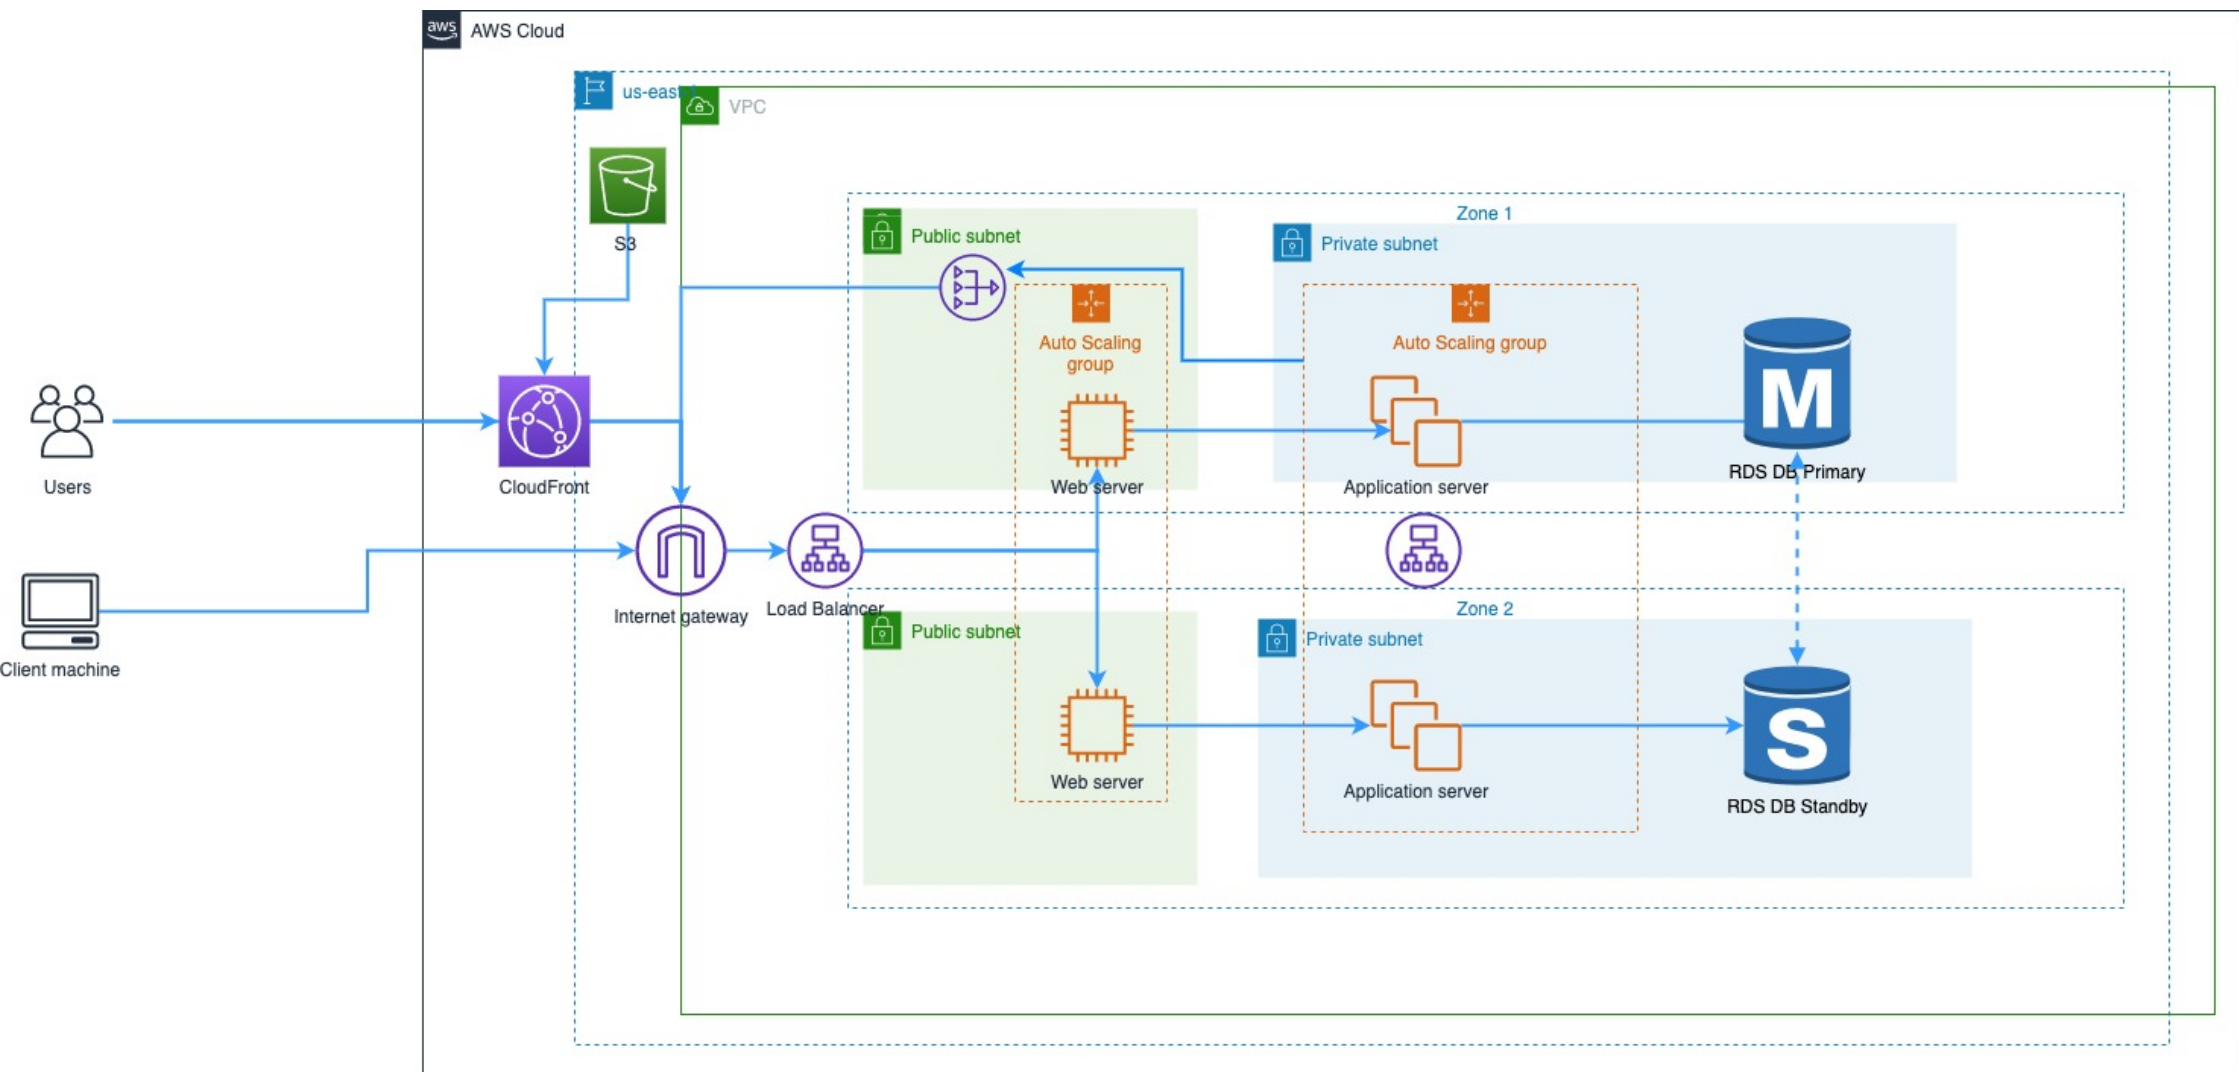 aws
AWS Cloud
us-east
VPC
S3
Zone 1
Public subnet
Private subnet
Auto Scaling
group
Auto Scaling group
M
Users
CloudFront
Web server
Application server
RDS DB Primary
Internet gateway
Load Balancer
Zone 2
Public subnet
Private subnet
Client machine
S
Web server
Application server
RDS DB Standby